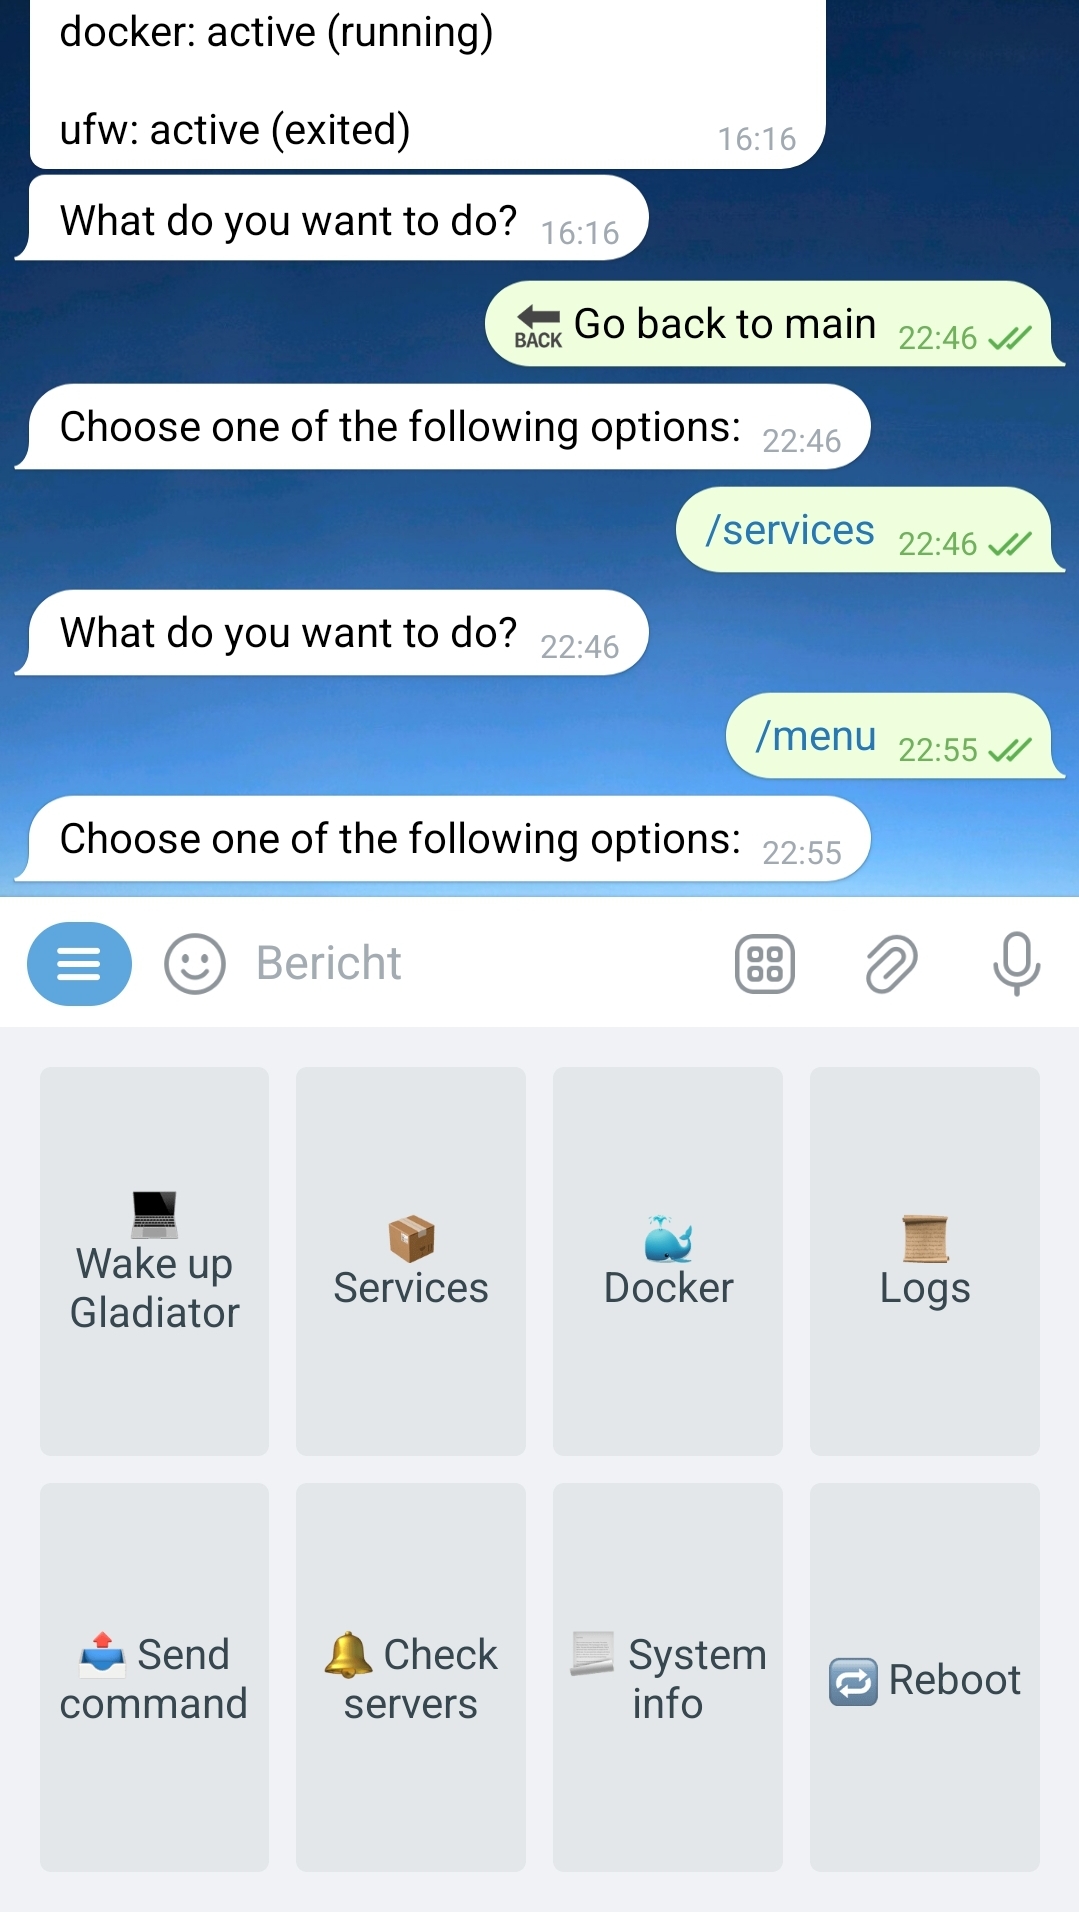 docker: active (running)
ufw: active (exited)
16:16
What do you want to do? 16:16
BACK Go back to main 22:46
Choose one of the following options: 22:46
/services 22:46
What do you want to do? 22:46
/menu 22:55
Choose one of the following options: 22:55
Bericht
Wake up
Gladiator
Services
Docker
Logs
Send
command
Check
servers
System
info
Reboot